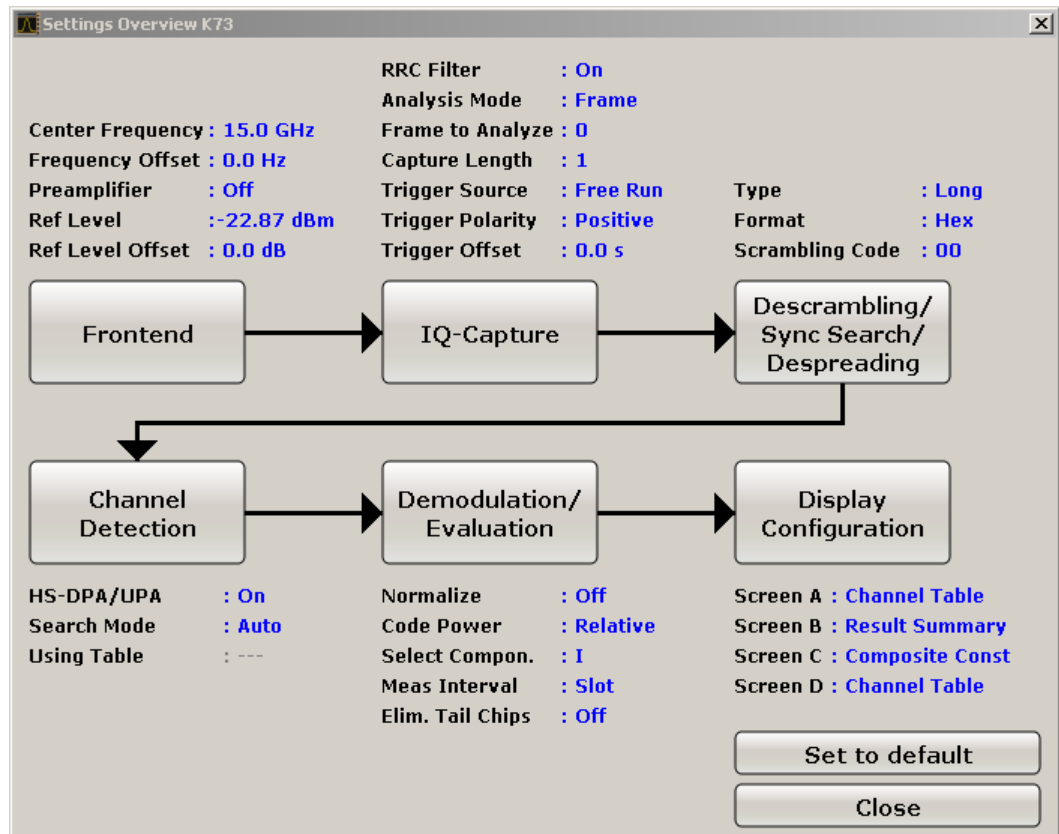 Settings Overview K73
Center Frequency : 15.0 GHz
Frequency Offset : 0.0 Hz
Preamplifier : Off
Ref Level :-22.87 dBm
Ref Level Offset : 0.0 dB
RRC Filter : On
Analysis Mode : Frame
Frame to Analyze : 0
Capture Length : 1
Trigger Source : Free Run
Trigger Polarity : Positive
Trigger Offset : 0.0 s
Type : Long
Format : Hex
Scrambling Code : 00
Frontend
IQ-Capture
Descrambling/
Sync Search/
Despreading
Channel
Detection
Demodulation/
Evaluation
Display
Configuration
HS-DPA/UPA : On
Search Mode : Auto
Using Table : ---
Normalize : Off
Code Power : Relative
Select Compon. : I
Meas Interval : Slot
Elim. Tail Chips : Off
Screen A : Channel Table
Screen B : Result Summary
Screen C : Composite Const
Screen D : Channel Table
Set to default
Close